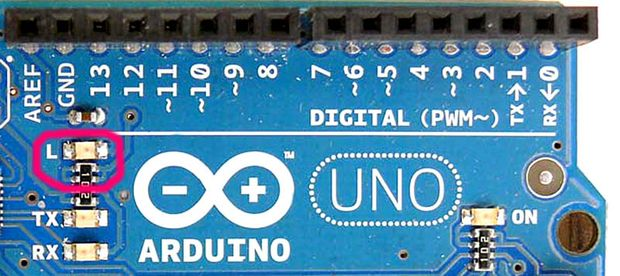 AREF
GND
13
12
~11
~10
~9
8
7
~6
~5
4
~3
2
TX→1
RX←0
DIGITAL (PWM~)
L
TX
RX
™
ARDUINO
UNO
ON